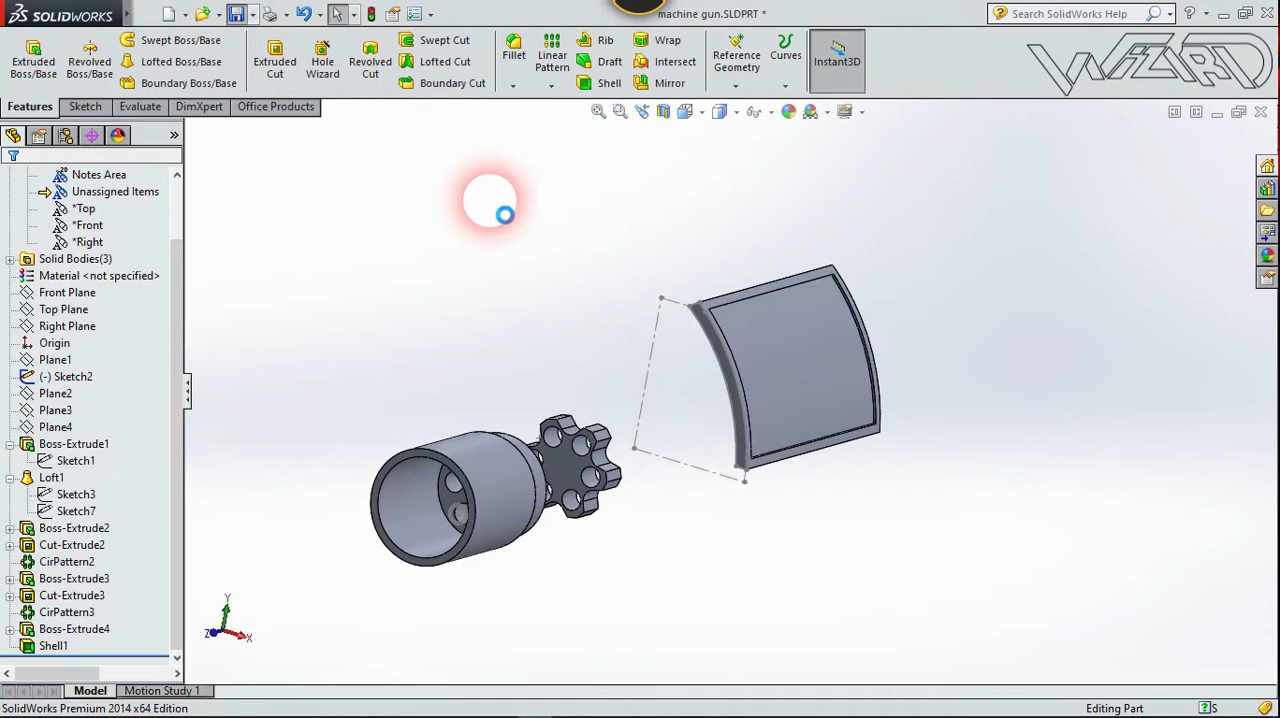 3S SOLIDWORKS
machine gun.SLDPRT *
Search SolidWorks Help
Extruded Boss/Base
Revolved Boss/Base
Swept Boss/Base
Lofted Boss/Base
Boundary Boss/Base
Extruded Cut
Hole Wizard
Revolved Cut
Swept Cut
Lofted Cut
Boundary Cut
Fillet
Linear Pattern
Rib
Draft
Shell
Wrap
Intersect
Mirror
Reference Geometry
Curves
Instant3D
WIZARD
Features
Sketch
Evaluate
DimXpert
Office Products
Notes Area
Unassigned Items
*Top
*Front
*Right
Solid Bodies(3)
Material <not specified>
Front Plane
Top Plane
Right Plane
Origin
Plane1
(-) Sketch2
Plane2
Plane3
Plane4
Boss-Extrude1
Sketch1
Loft1
Sketch3
Sketch7
Boss-Extrude2
Cut-Extrude2
CirPattern2
Boss-Extrude3
Cut-Extrude3
CirPattern3
Boss-Extrude4
Shell1
Y
Z
X
Model
Motion Study 1
SolidWorks Premium 2014 x64 Edition
Editing Part